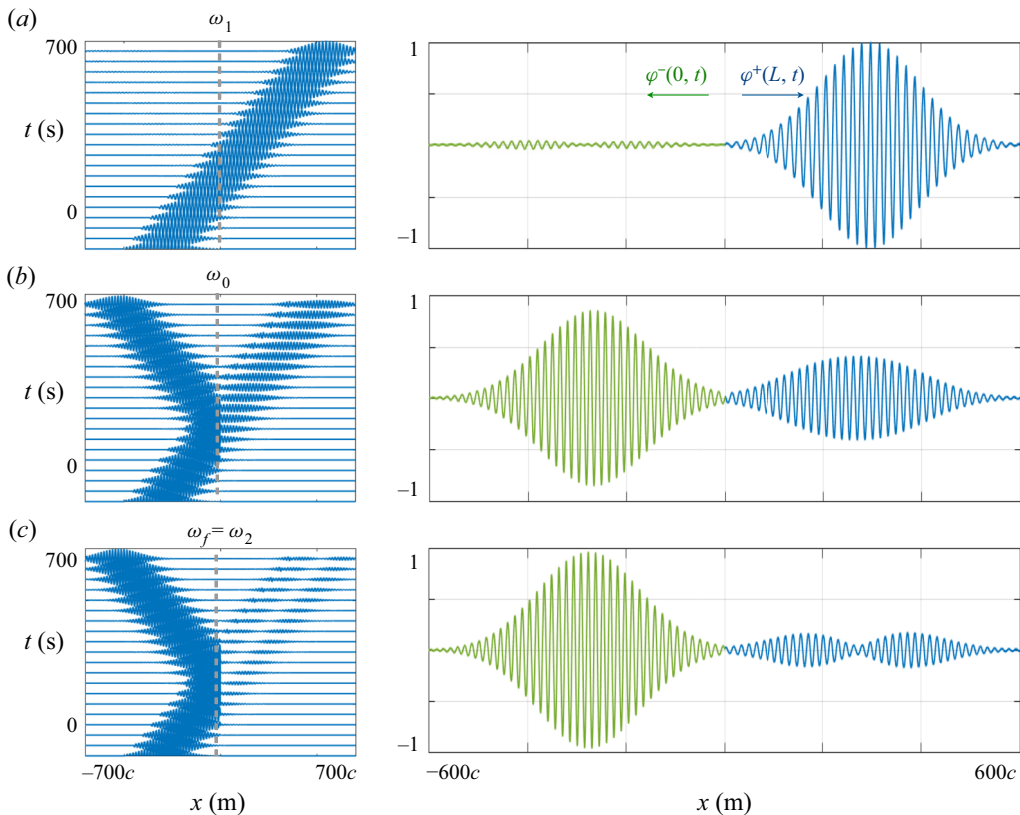 (a)
ω₁
700
t (s)
0
1
φ⁻(0, t)
φ⁺(L, t)
–1
(b)
ω₀
700
t (s)
0
1
–1
(c)
ω_f = ω₂
700
t (s)
0
1
–1
–700c
700c
–600c
600c
x (m)
x (m)